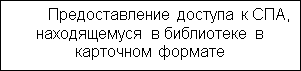 Предоставление доступа к СПА,
находящемуся в библиотеке в
карточном формате